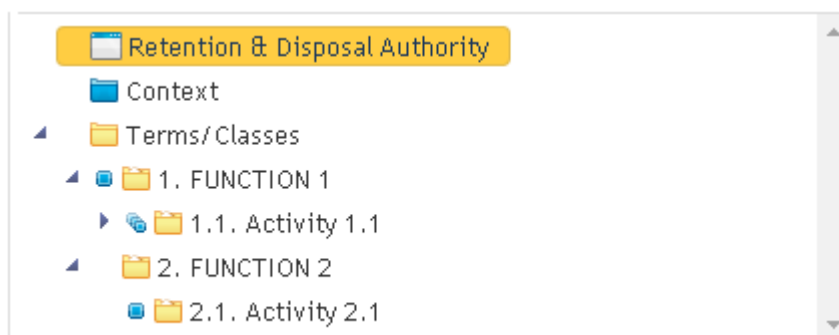 Retention & Disposal Authority
Context
Terms/Classes
1. FUNCTION 1
1.1. Activity 1.1
2. FUNCTION 2
2.1. Activity 2.1